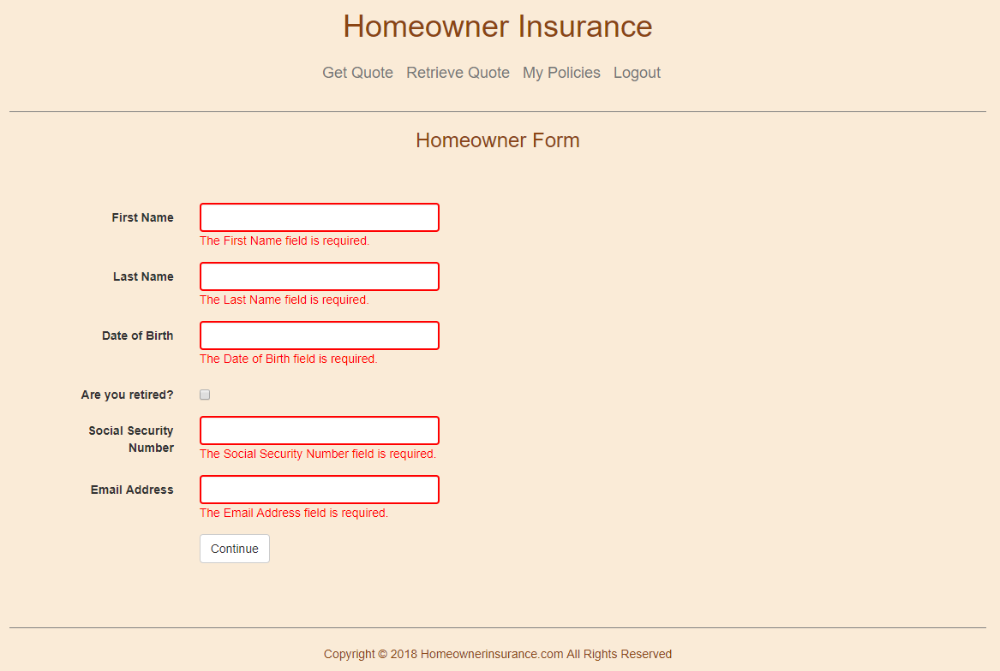 Homeowner Insurance
Get Quote Retrieve Quote My Policies Logout
Homeowner Form
First Name
The First Name field is required.
Last Name
The Last Name field is required.
Date of Birth
The Date of Birth field is required.
Are you retired?
Social Security
Number
The Social Security Number field is required.
Email Address
The Email Address field is required.
Continue
Copyright © 2018 Homeownerinsurance.com All Rights Reserved